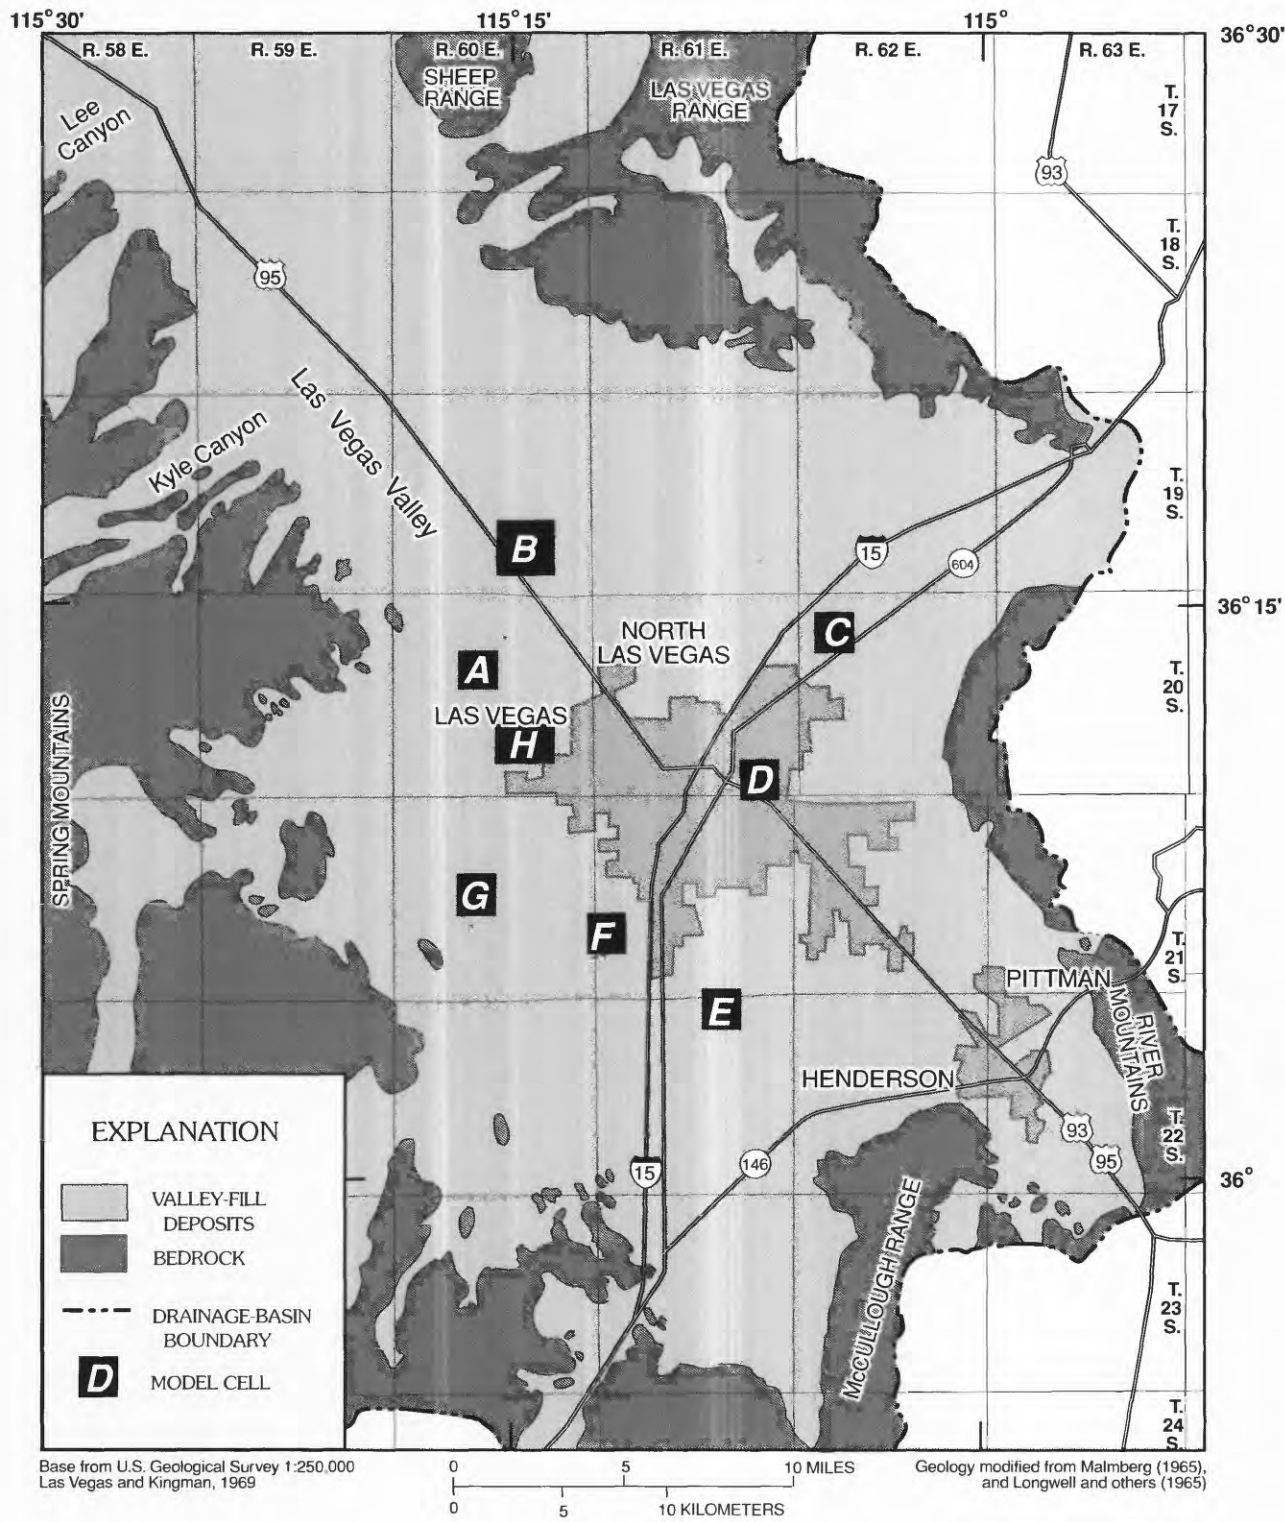 115°30' 115°15' 115°
R. 58 E. R. 59 E. R. 60 E. R. 61 E. R. 62 E. R. 63 E. 36°30'
SHEEP
RANGE
LAS VEGAS
RANGE
Lee
Canyon
T.
17
S.
93
T.
18
S.
95
Las Vegas Valley
Kyle Canyon
T.
19
S.
B
15
604
36°15'
C
NORTH
LAS VEGAS
A
T.
20
S.
LAS VEGAS
H
SPRING MOUNTAINS
D
G
F
T.
21
S.
PITTMAN
E
RIVER
MOUNTAINS
HENDERSON
EXPLANATION
VALLEY-FILL
DEPOSITS
BEDROCK
DRAINAGE-BASIN
BOUNDARY
D MODEL CELL
93
95
T.
22
S.
15
146
36°
McCULLOUGH RANGE
T.
23
S.
T.
24
S.
Base from U.S. Geological Survey 1:250,000
Las Vegas and Kingman, 1969
0 5 10 MILES
0 5 10 KILOMETERS
Geology modified from Malmberg (1965),
and Longwell and others (1965)